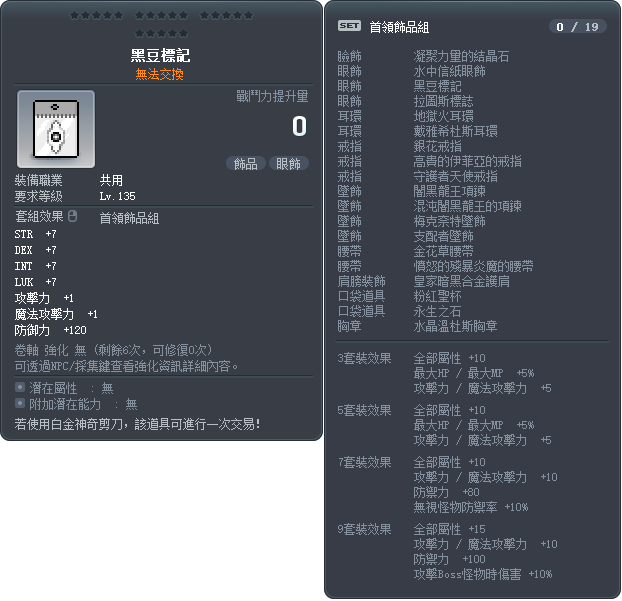 黑豆標記
無法交換
戰鬥力提升量
0
飾品 眼飾
裝備職業 共用
要求等級 Lv.135
套組效果 首領飾品組
STR +7
DEX +7
INT +7
LUK +7
攻擊力 +1
魔法攻擊力 +1
防御力 +120
卷軸 強化 無 (剩餘6次, 可修復0次)
可透過NPC/採集鍵查看強化資訊詳細內容。
潛在屬性 : 無
附加潛在能力 : 無
若使用白金神奇剪刀, 該道具可進行一次交易!
SET 首領飾品組 0 / 19
臉飾 凝聚力量的結晶石
眼飾 水中信紙眼飾
眼飾 黑豆標記
眼飾 拉圖斯標誌
耳環 地獄火耳環
耳環 戴雅希杜斯耳環
戒指 銀花戒指
戒指 高貴的伊菲亞的戒指
戒指 守護者天使戒指
墜飾 闇黑龍王項鍊
墜飾 混沌闇黑龍王的項鍊
墜飾 梅克奈特墜飾
墜飾 支配者墜飾
腰帶 金花草腰帶
腰帶 憤怒的殘暴炎魔的腰帶
肩膀裝飾 皇家暗黑合金護肩
口袋道具 粉紅聖杯
口袋道具 永生之石
胸章 水晶溫杜斯胸章
3套裝效果 全部屬性 +10
最大HP / 最大MP +5%
攻擊力 / 魔法攻擊力 +5
5套裝效果 全部屬性 +10
最大HP / 最大MP +5%
攻擊力 / 魔法攻擊力 +5
7套裝效果 全部屬性 +10
攻擊力 / 魔法攻擊力 +10
防禦力 +80
無視怪物防禦率 +10%
9套裝效果 全部屬性 +15
攻擊力 / 魔法攻擊力 +10
防禦力 +100
攻擊Boss怪物時傷害 +10%